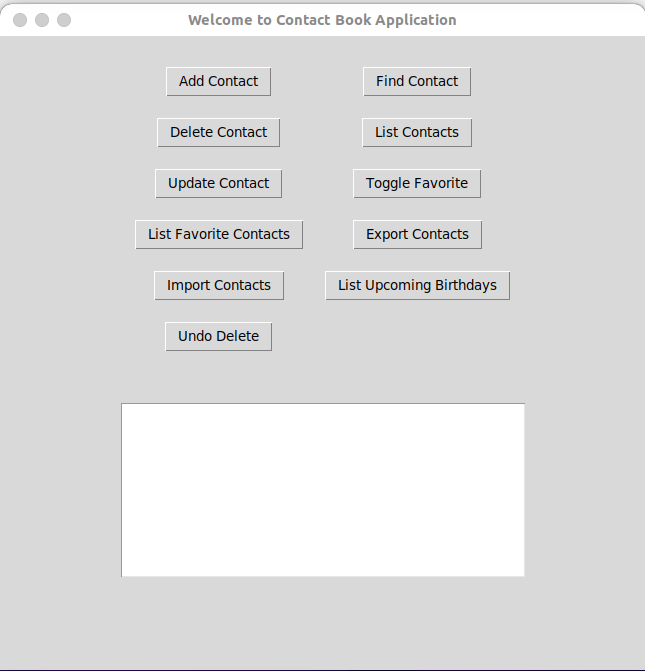 Welcome to Contact Book Application
Add Contact
Find Contact
Delete Contact
List Contacts
Update Contact
Toggle Favorite
List Favorite Contacts
Export Contacts
Import Contacts
List Upcoming Birthdays
Undo Delete